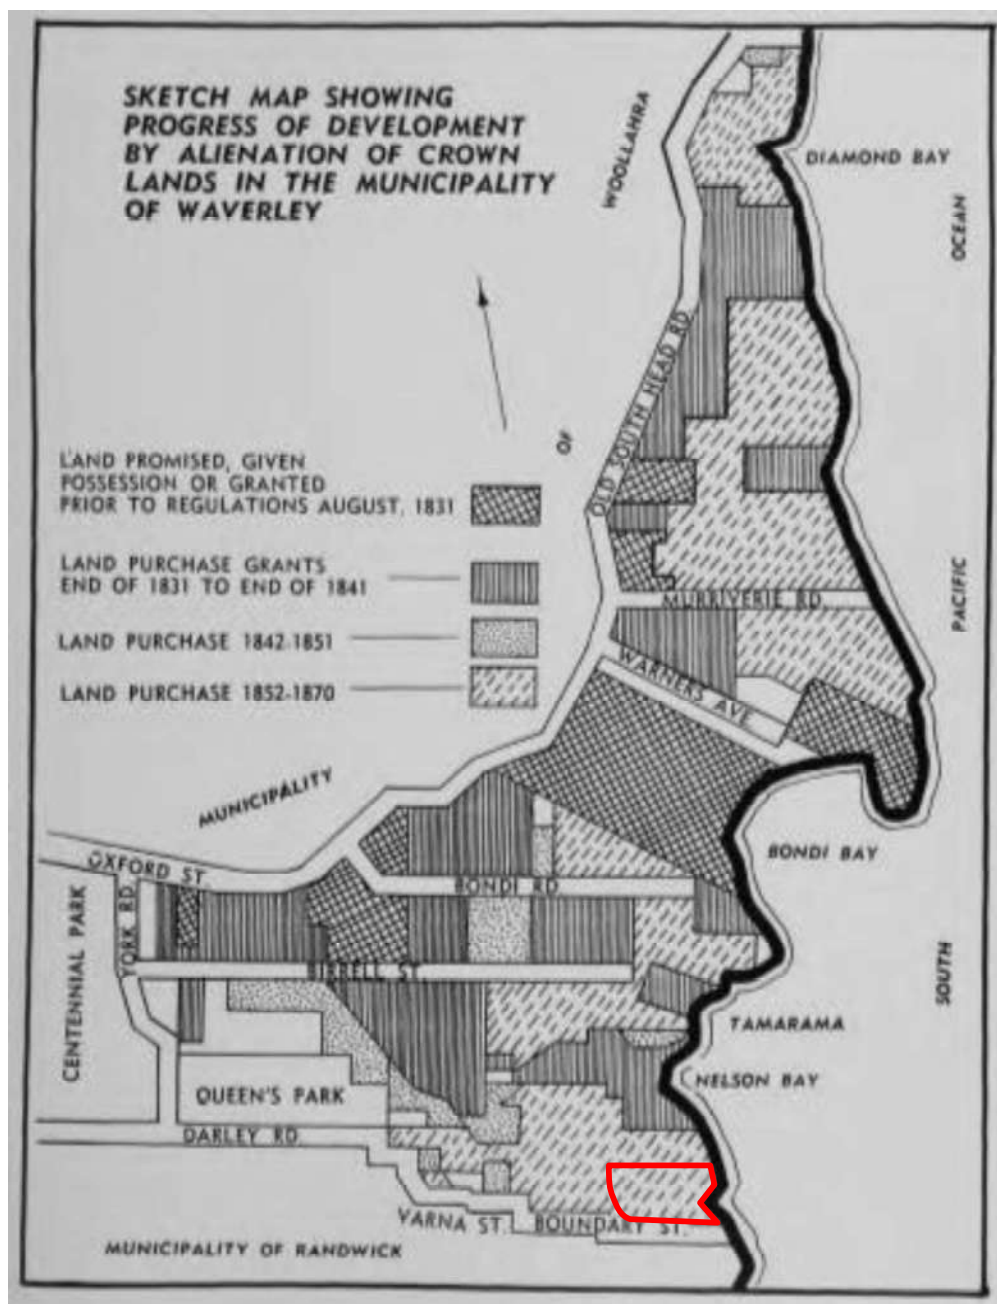 SKETCH MAP SHOWING
PROGRESS OF DEVELOPMENT
BY ALIENATION OF CROWN
LANDS IN THE MUNICIPALITY
OF WAVERLEY
WOOLLAHRA
DIAMOND BAY
OCEAN
OLD SOUTH HEAD RD
OF
LAND PROMISED, GIVEN
POSSESSION OR GRANTED
PRIOR TO REGULATIONS AUGUST, 1831
LAND PURCHASE GRANTS
END OF 1831 TO END OF 1841
LAND PURCHASE 1842-1851
LAND PURCHASE 1852-1870
MURRIVERIE RD
PACIFIC
WARNERS AVE
MUNICIPALITY
BONDI BAY
OXFORD ST.
BONDI RD
YORK RD
CENTENNIAL PARK
BIRRELL ST
SOUTH
TAMARAMA
NELSON BAY
QUEEN'S PARK
DARLEY RD
VARNA ST.
BOUNDARY ST.
MUNICIPALITY OF RANDWICK